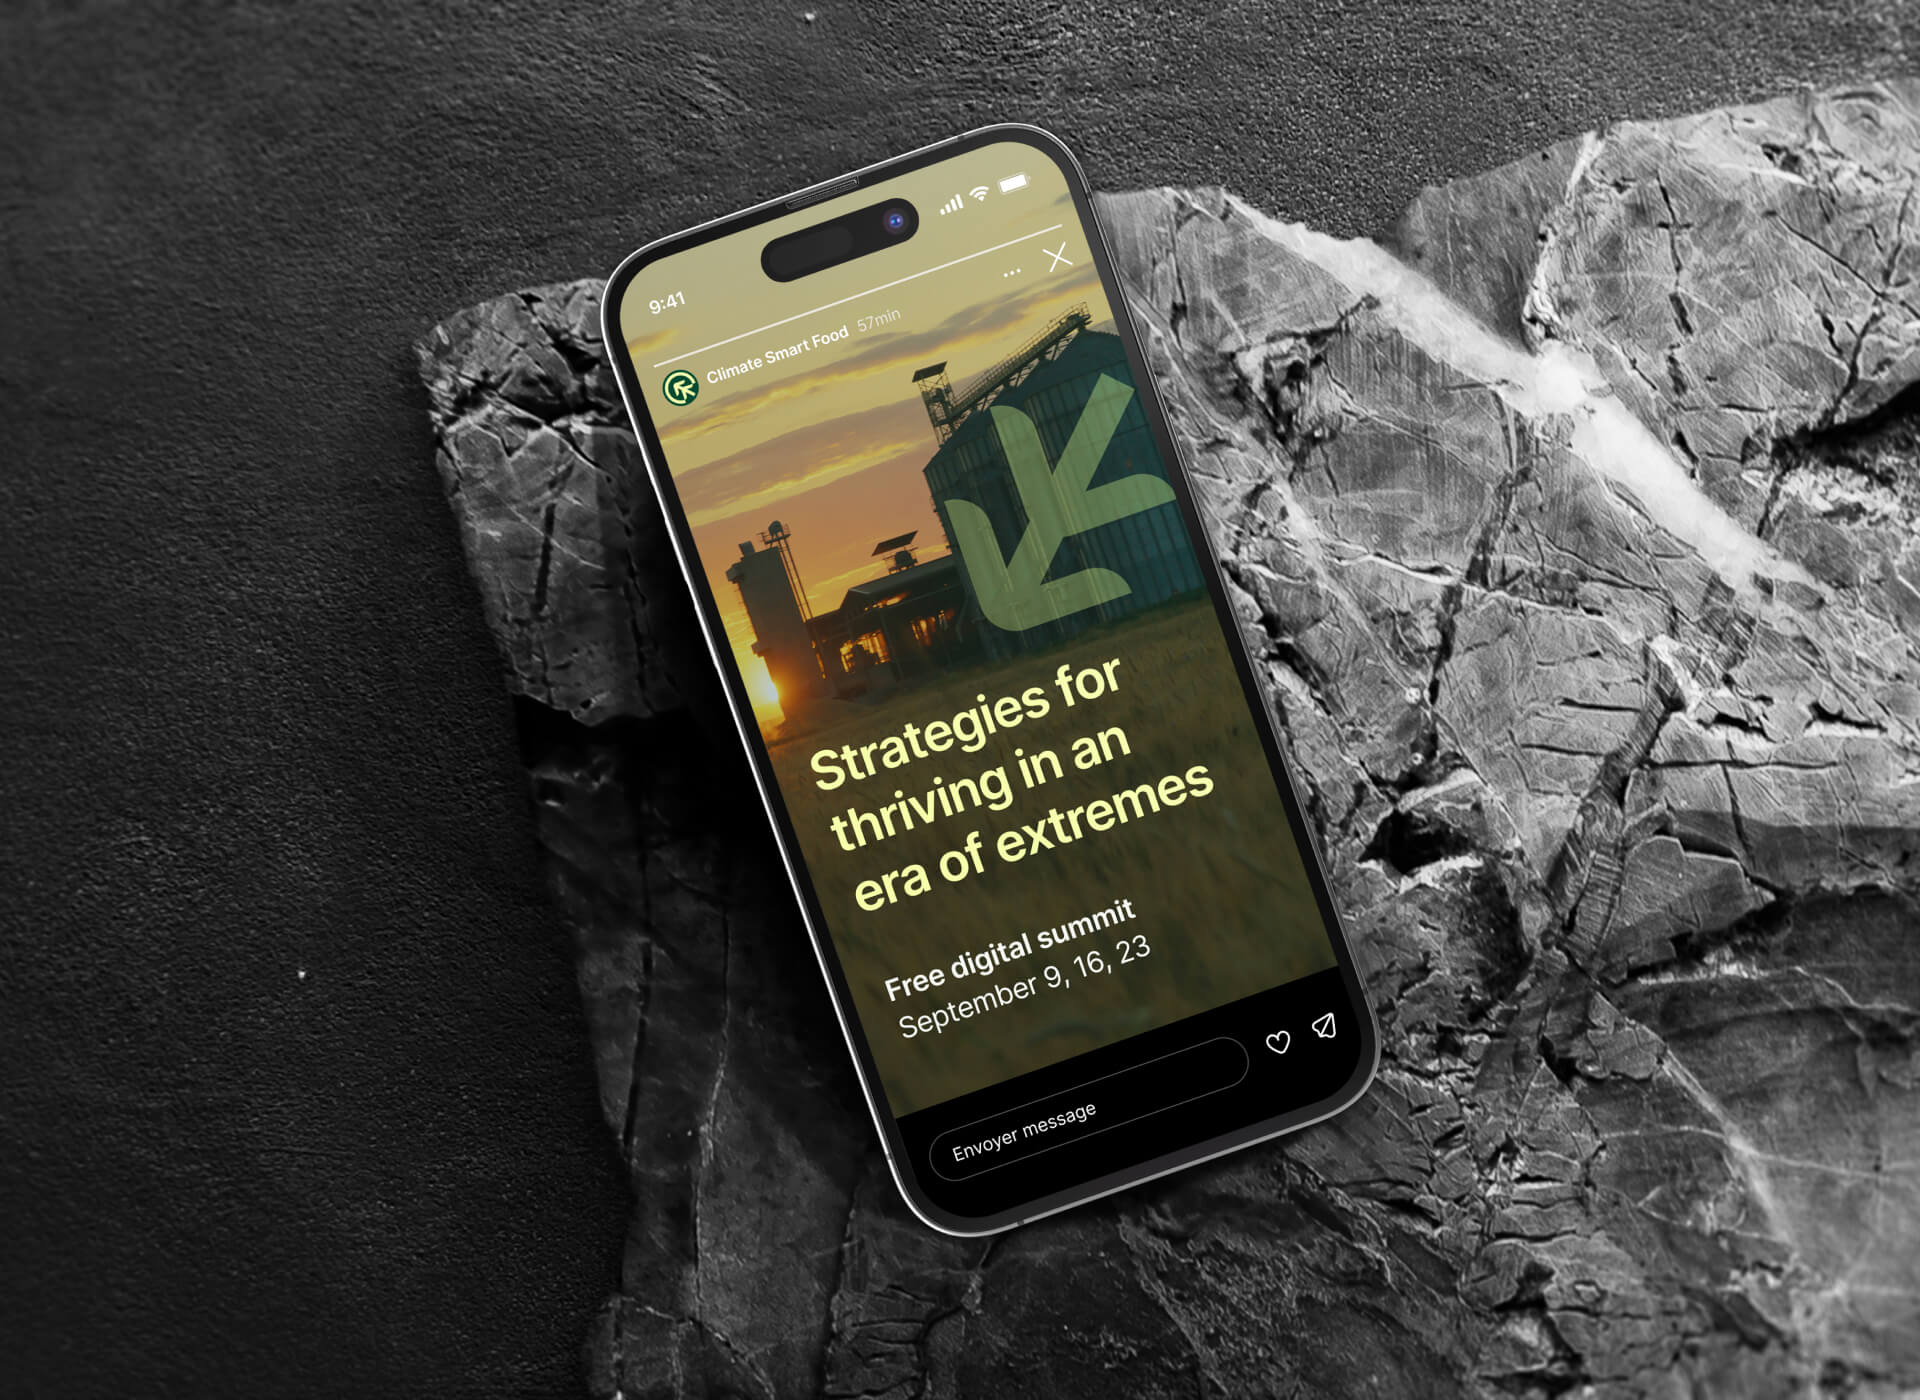 9:41
Climate Smart Food 57min
Strategies for
thriving in an
era of extremes
Free digital summit
September 9, 16, 23
Envoyer message